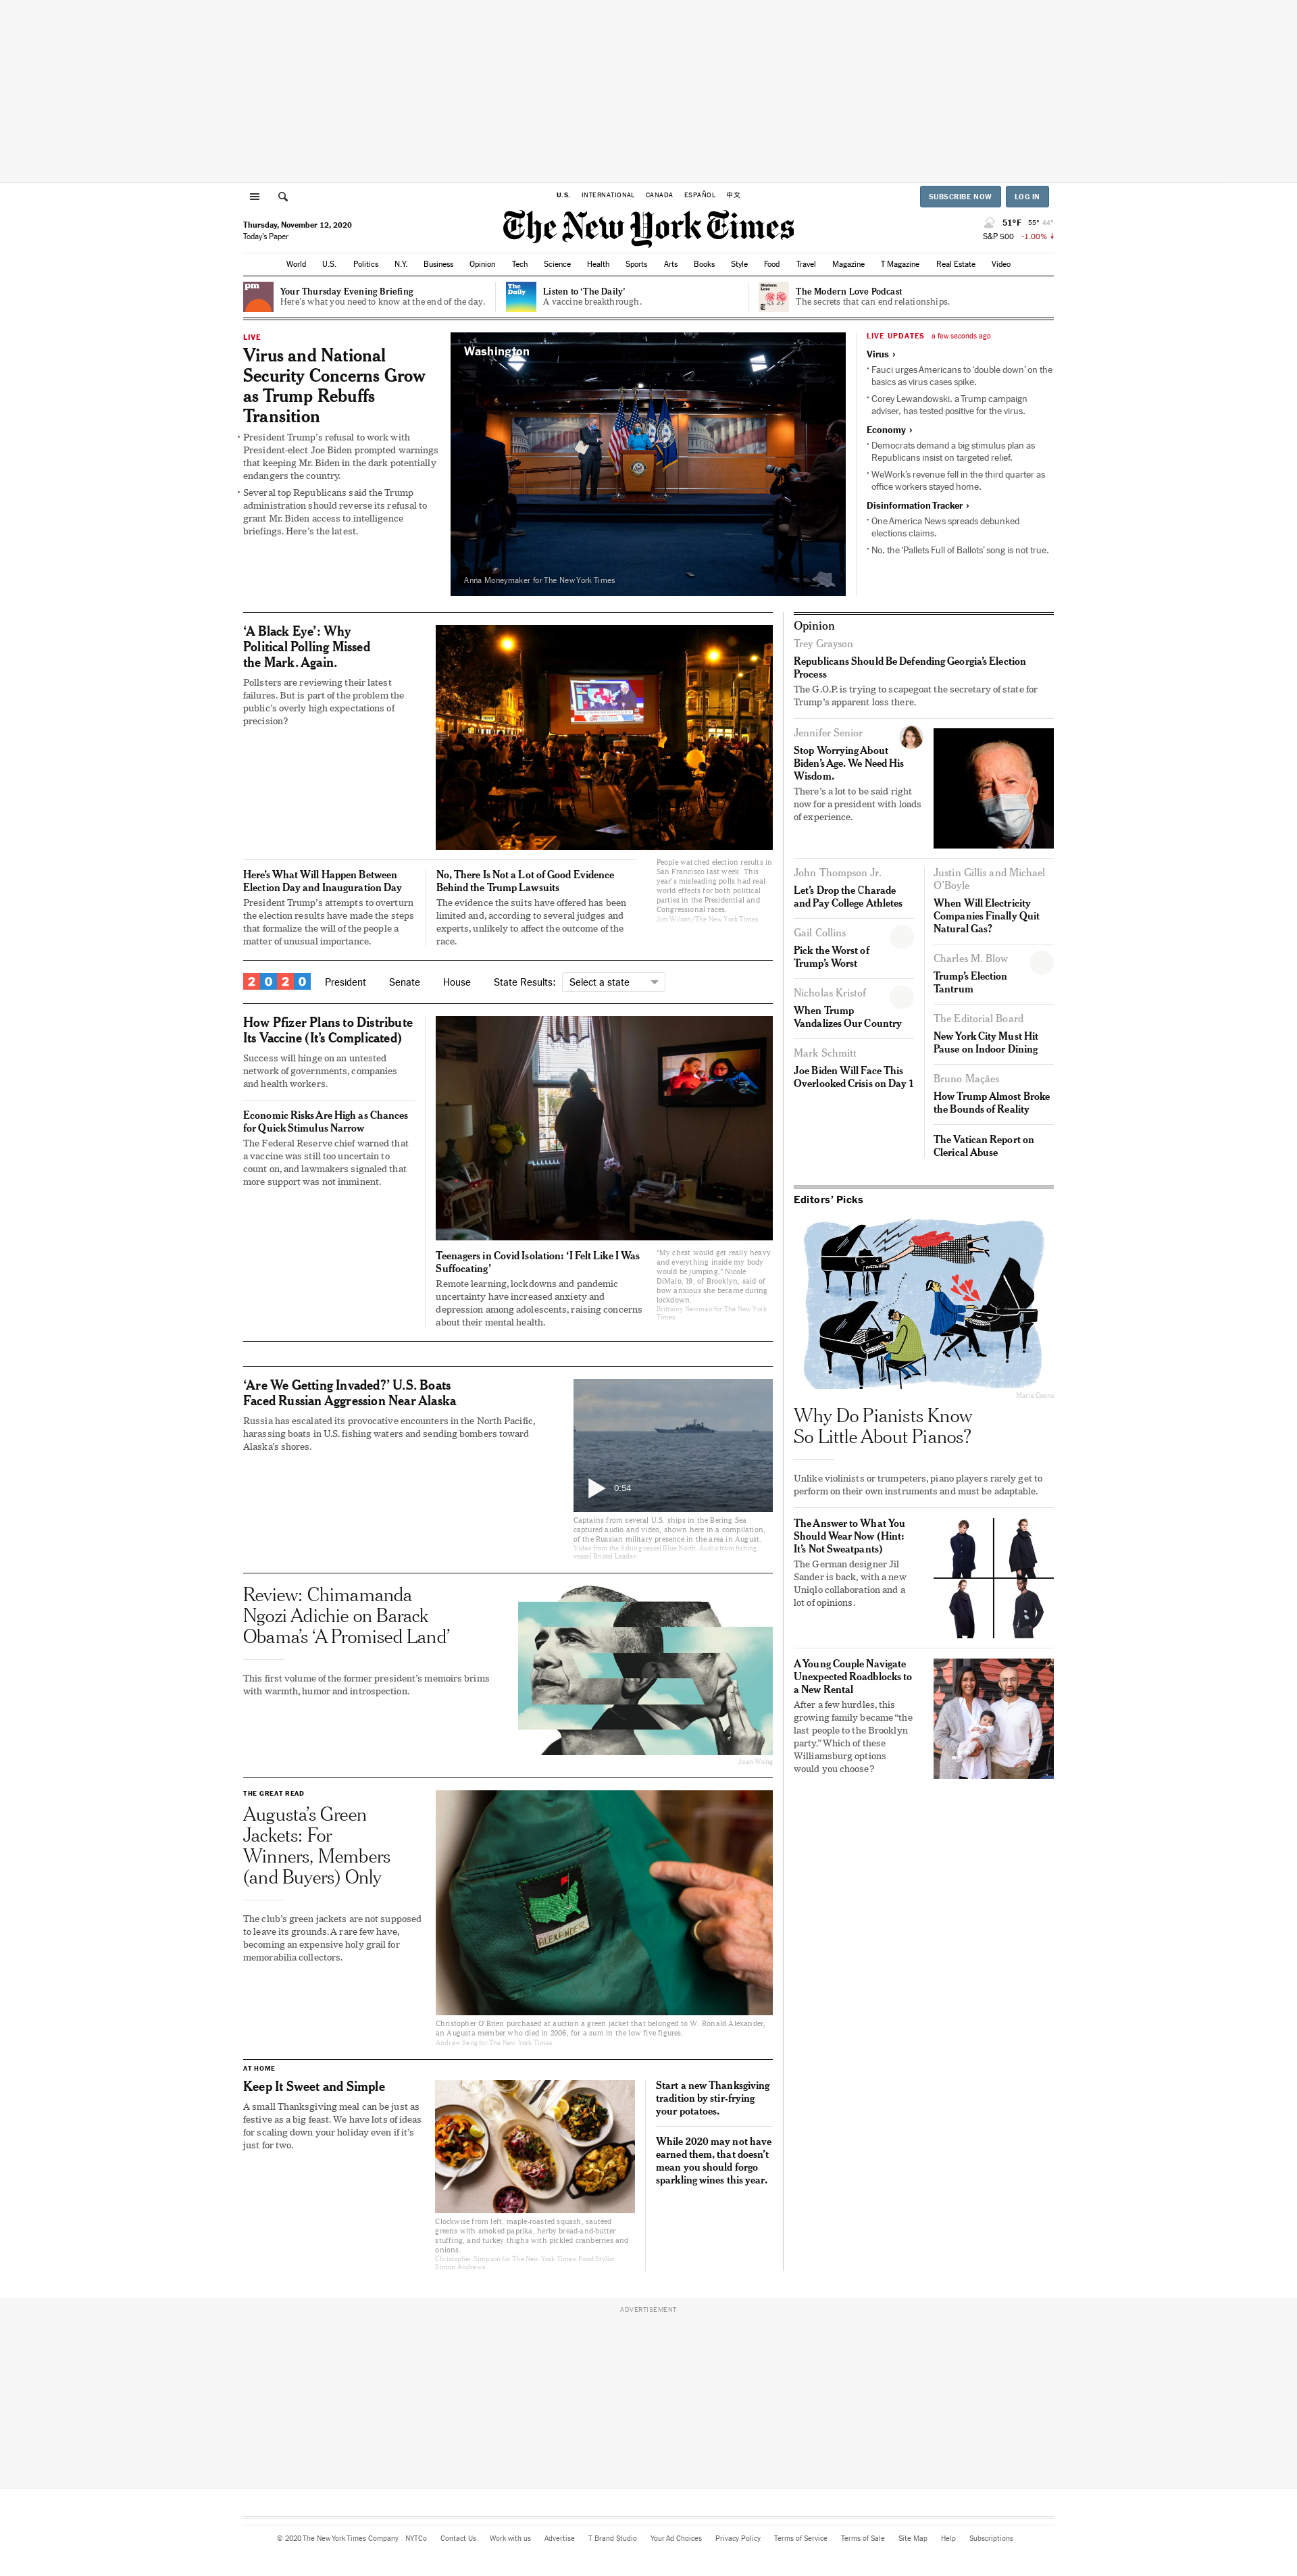 U.S.
INTERNATIONAL
CANADA
ESPAÑOL
中文
SUBSCRIBE NOW
LOG IN
Thursday, November 12, 2020
Today's Paper
The New York Times
51°F 55° 44°
S&P 500 -1.00%
World U.S. Politics N.Y. Business Opinion Tech Science Health Sports Arts Books Style Food Travel Magazine T Magazine Real Estate Video
pm
Your Thursday Evening Briefing
Here's what you need to know at the end of the day.
The
Daily
Listen to 'The Daily'
A vaccine breakthrough.
Modern
Love
The Modern Love Podcast
The secrets that can end relationships.
LIVE
Virus and National
Security Concerns Grow
as Trump Rebuffs
Transition
President Trump's refusal to work with
President-elect Joe Biden prompted warnings
that keeping Mr. Biden in the dark potentially
endangers the country.
Several top Republicans said the Trump
administration should reverse its refusal to
grant Mr. Biden access to intelligence
briefings. Here's the latest.
Washington
Anna Moneymaker for The New York Times
LIVE UPDATES a few seconds ago
Virus ›
Fauci urges Americans to 'double down' on the
basics as virus cases spike.
Corey Lewandowski, a Trump campaign
adviser, has tested positive for the virus.
Economy ›
Democrats demand a big stimulus plan as
Republicans insist on targeted relief.
WeWork's revenue fell in the third quarter as
office workers stayed home.
Disinformation Tracker ›
One America News spreads debunked
elections claims.
No, the 'Pallets Full of Ballots' song is not true.
'A Black Eye': Why
Political Polling Missed
the Mark. Again.
Pollsters are reviewing their latest
failures. But is part of the problem the
public's overly high expectations of
precision?
People watched election results in
San Francisco last week. This
year's misleading polls had real-
world effects for both political
parties in the Presidential and
Congressional races.
Jim Wilson/The New York Times
Here's What Will Happen Between
Election Day and Inauguration Day
President Trump's attempts to overturn
the election results have made the steps
that formalize the will of the people a
matter of unusual importance.
No, There Is Not a Lot of Good Evidence
Behind the Trump Lawsuits
The evidence the suits have offered has been
limited and, according to several judges and
experts, unlikely to affect the outcome of the
race.
2020 President Senate House State Results: Select a state
How Pfizer Plans to Distribute
Its Vaccine (It's Complicated)
Success will hinge on an untested
network of governments, companies
and health workers.
Economic Risks Are High as Chances
for Quick Stimulus Narrow
The Federal Reserve chief warned that
a vaccine was still too uncertain to
count on, and lawmakers signaled that
more support was not imminent.
Teenagers in Covid Isolation: 'I Felt Like I Was
Suffocating'
Remote learning, lockdowns and pandemic
uncertainty have increased anxiety and
depression among adolescents, raising concerns
about their mental health.
"My chest would get really heavy
and everything inside my body
would be jumping," Nicole
DiMaio, 19, of Brooklyn, said of
how anxious she became during
lockdown.
Brittainy Newman for The New York
Times
'Are We Getting Invaded?' U.S. Boats
Faced Russian Aggression Near Alaska
Russia has escalated its provocative encounters in the North Pacific,
harassing boats in U.S. fishing waters and sending bombers toward
Alaska's shores.
0:54
Captains from several U.S. ships in the Bering Sea
captured audio and video, shown here in a compilation,
of the Russian military presence in the area in August.
Video from the fishing vessel Blue North. Audio from fishing
vessel Bristol Leader
Review: Chimamanda
Ngozi Adichie on Barack
Obama's 'A Promised Land'
This first volume of the former president's memoirs brims
with warmth, humor and introspection.
Joan Wong
THE GREAT READ
Augusta's Green
Jackets: For
Winners, Members
(and Buyers) Only
The club's green jackets are not supposed
to leave its grounds. A rare few have,
becoming an expensive holy grail for
memorabilia collectors.
ALEXANDER
Christopher O'Brien purchased at auction a green jacket that belonged to W. Ronald Alexander,
an Augusta member who died in 2006, for a sum in the low five figures.
Andrew Seng for The New York Times
AT HOME
Keep It Sweet and Simple
A small Thanksgiving meal can be just as
festive as a big feast. We have lots of ideas
for scaling down your holiday even if it's
just for two.
Clockwise from left, maple-roasted squash, sautéed
greens with smoked paprika, herby bread-and-butter
stuffing, and turkey thighs with pickled cranberries and
onions.
Christopher Simpson for The New York Times. Food Stylist:
Simon Andrews.
Start a new Thanksgiving
tradition by stir-frying
your potatoes.
While 2020 may not have
earned them, that doesn't
mean you should forgo
sparkling wines this year.
Opinion
Trey Grayson
Republicans Should Be Defending Georgia's Election
Process
The G.O.P. is trying to scapegoat the secretary of state for
Trump's apparent loss there.
Jennifer Senior
Stop Worrying About
Biden's Age. We Need His
Wisdom.
There's a lot to be said right
now for a president with loads
of experience.
John Thompson Jr.
Let's Drop the Charade
and Pay College Athletes
Gail Collins
Pick the Worst of
Trump's Worst
Nicholas Kristof
When Trump
Vandalizes Our Country
Mark Schmitt
Joe Biden Will Face This
Overlooked Crisis on Day 1
Justin Gillis and Michael
O'Boyle
When Will Electricity
Companies Finally Quit
Natural Gas?
Charles M. Blow
Trump's Election
Tantrum
The Editorial Board
New York City Must Hit
Pause on Indoor Dining
Bruno Maçães
How Trump Almost Broke
the Bounds of Reality
The Vatican Report on
Clerical Abuse
Editors' Picks
Maria Coons
Why Do Pianists Know
So Little About Pianos?
Unlike violinists or trumpeters, piano players rarely get to
perform on their own instruments and must be adaptable.
The Answer to What You
Should Wear Now (Hint:
It's Not Sweatpants)
The German designer Jil
Sander is back, with a new
Uniqlo collaboration and a
lot of opinions.
A Young Couple Navigate
Unexpected Roadblocks to
a New Rental
After a few hurdles, this
growing family became "the
last people to the Brooklyn
party." Which of these
Williamsburg options
would you choose?
ADVERTISEMENT
© 2020 The New York Times Company NYTCo Contact Us Work with us Advertise T Brand Studio Your Ad Choices Privacy Policy Terms of Service Terms of Sale Site Map Help Subscriptions